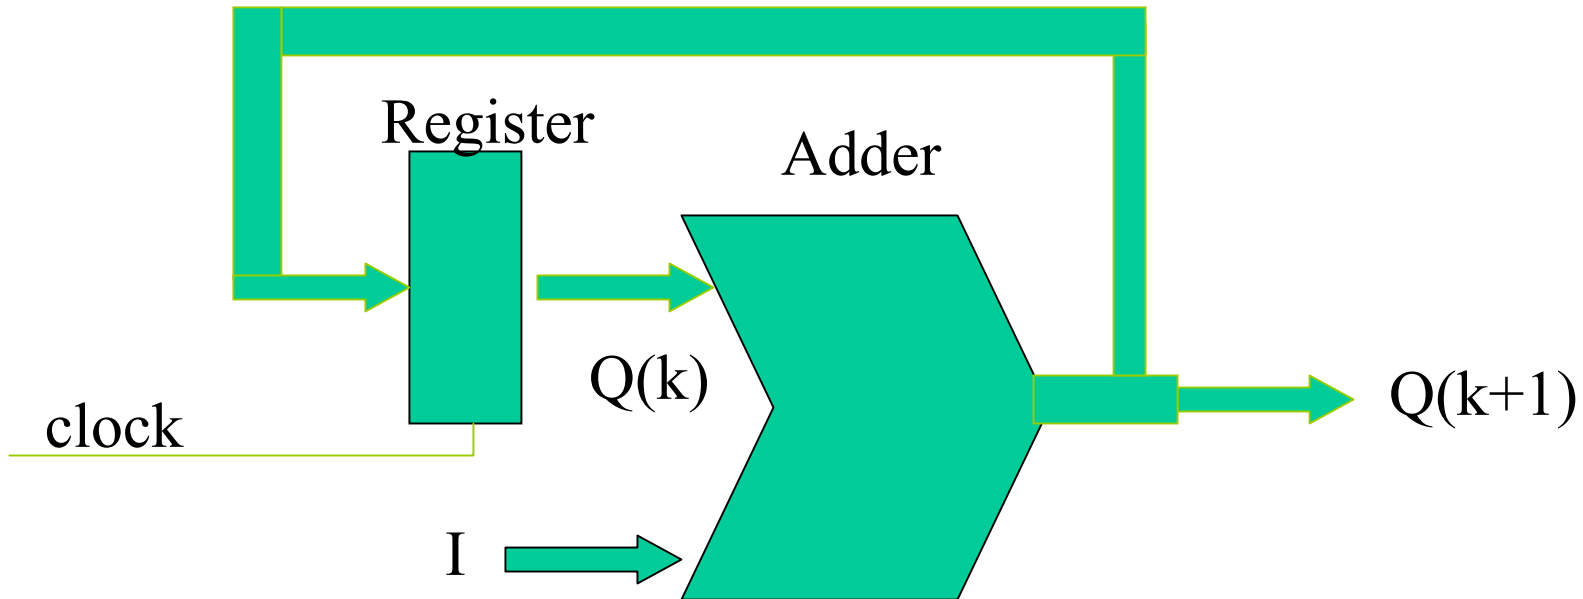 Register
Adder
Q(k)
Q(k+1)
clock
I